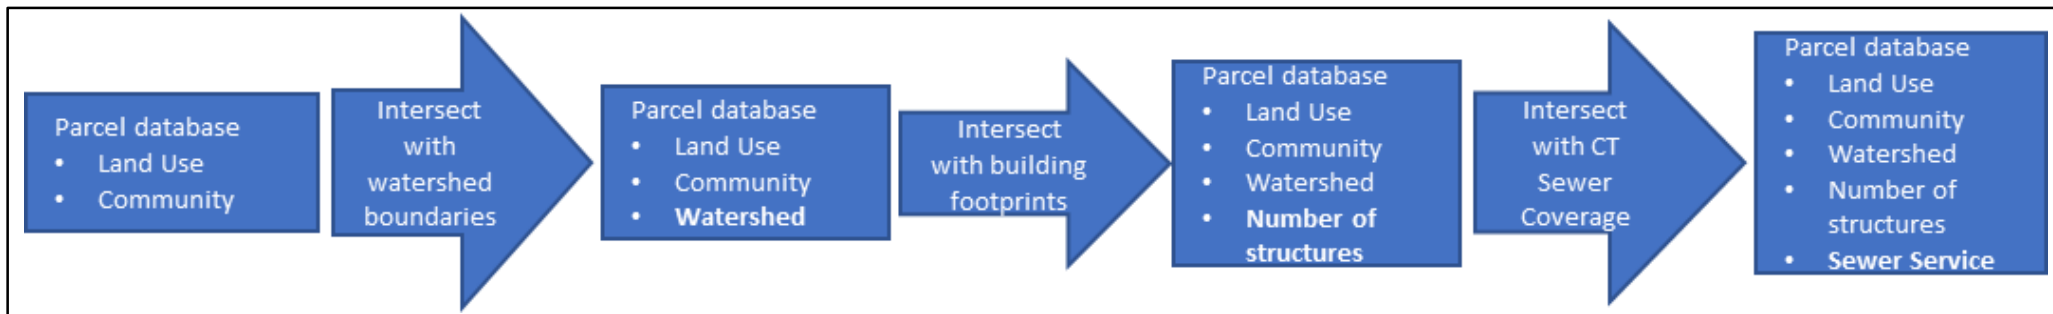 Parcel database
• Land Use
• Community
Intersect
with
watershed
boundaries
Parcel database
• Land Use
• Community
• Watershed
Intersect
with building
footprints
Parcel database
• Land Use
• Community
• Watershed
• Number of
structures
Intersect
with CT
Sewer
Coverage
Parcel database
• Land Use
• Community
• Watershed
• Number of
structures
• Sewer Service